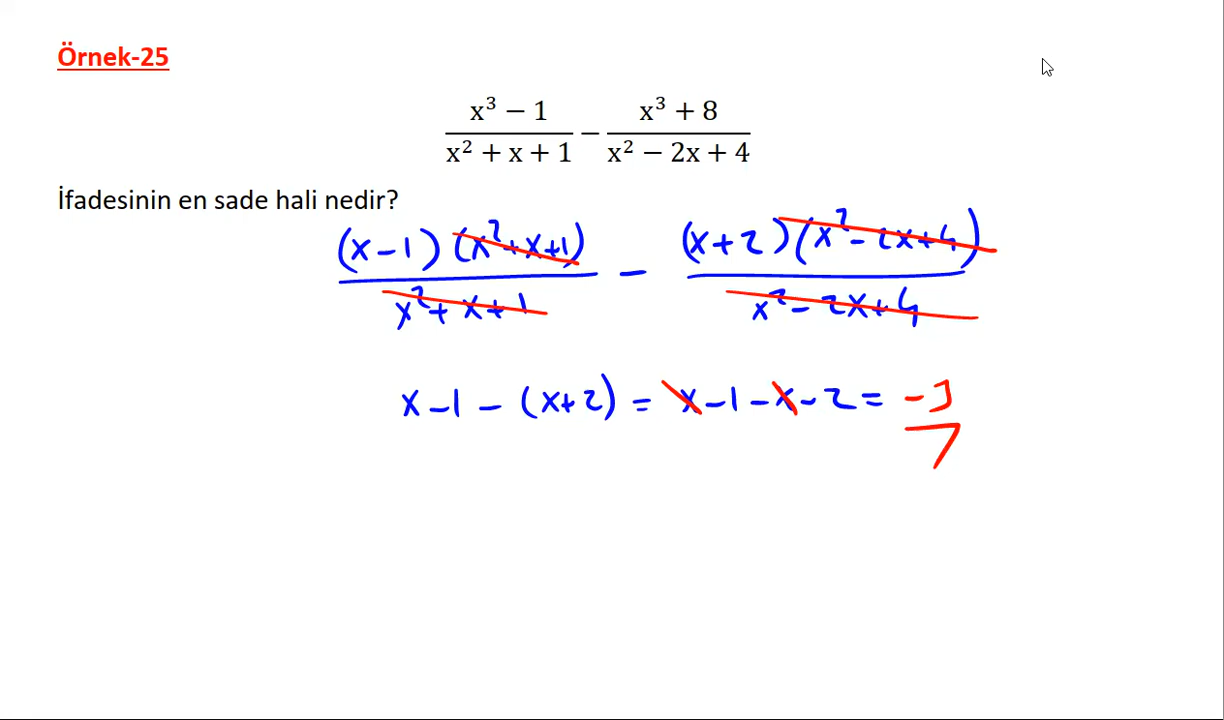 Örnek-25
x³ − 1 / x² + x + 1 − x³ + 8 / x² − 2x + 4
İfadesinin en sade hali nedir?
(x−1)(x²+x+1) / x²+x+1 − (x+2)(x²−2x+4) / x²−2x+4
x−1−(x+2) = x−1−x−2 = −3